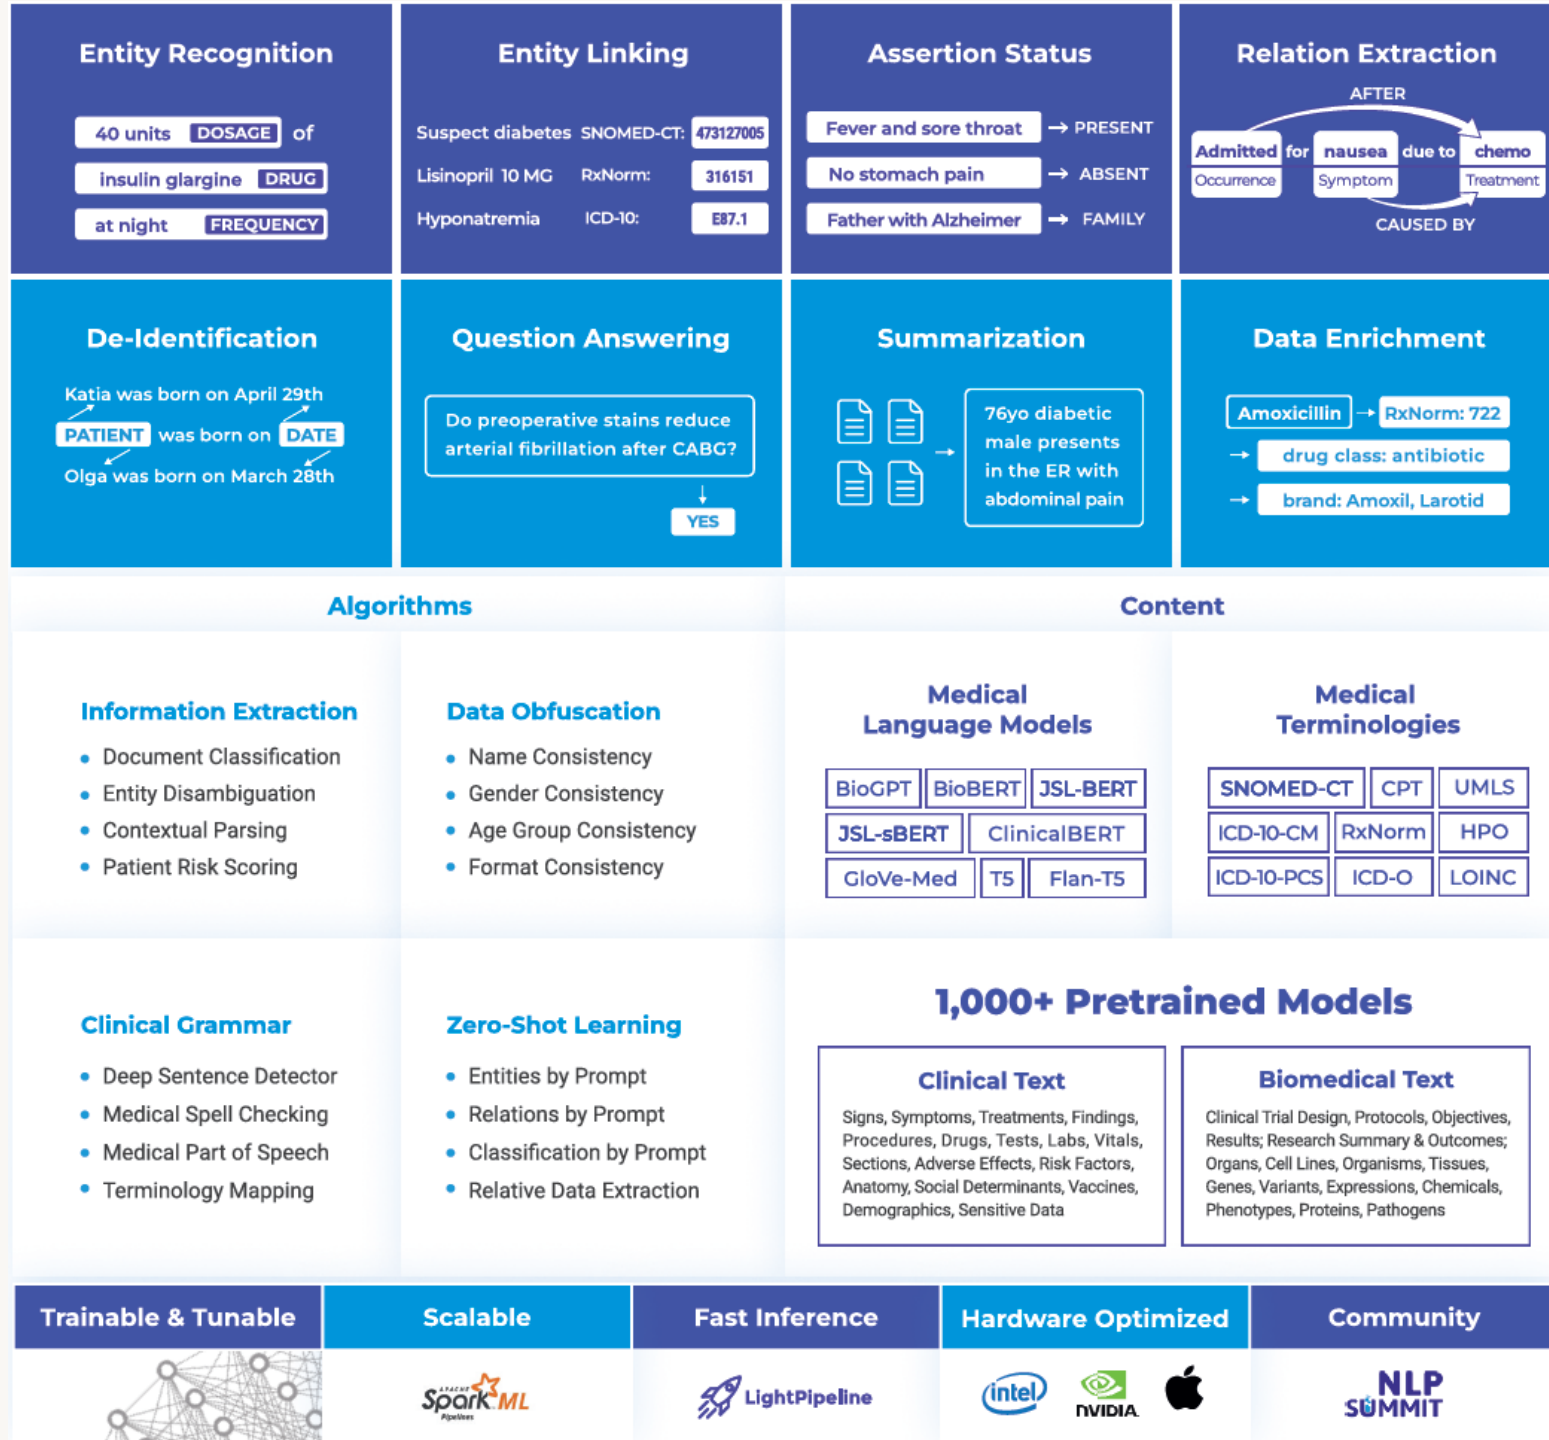 Entity Recognition
40 units DOSAGE of
insulin glargine DRUG
at night FREQUENCY
Entity Linking
Suspect diabetes SNOMED-CT: 473127005
Lisinopril 10 MG RxNorm: 316151
Hyponatremia ICD-10: E87.1
Assertion Status
Fever and sore throat → PRESENT
No stomach pain → ABSENT
Father with Alzheimer → FAMILY
Relation Extraction
AFTER
Admitted for nausea due to chemo
Occurrence Symptom Treatment
CAUSED BY
De-Identification
Katia was born on April 29th
PATIENT was born on DATE
Olga was born on March 28th
Question Answering
Do preoperative stains reduce
arterial fibrillation after CABG?
YES
Summarization
76yo diabetic
male presents
in the ER with
abdominal pain
Data Enrichment
Amoxicillin → RxNorm: 722
→ drug class: antibiotic
→ brand: Amoxil, Larotid
Algorithms
Information Extraction
• Document Classification
• Entity Disambiguation
• Contextual Parsing
• Patient Risk Scoring
Data Obfuscation
• Name Consistency
• Gender Consistency
• Age Group Consistency
• Format Consistency
Clinical Grammar
• Deep Sentence Detector
• Medical Spell Checking
• Medical Part of Speech
• Terminology Mapping
Zero-Shot Learning
• Entities by Prompt
• Relations by Prompt
• Classification by Prompt
• Relative Data Extraction
Content
Medical
Language Models
BioGPT BioBERT JSL-BERT
JSL-sBERT ClinicalBERT
GloVe-Med T5 Flan-T5
Medical
Terminologies
SNOMED-CT CPT UMLS
ICD-10-CM RxNorm HPO
ICD-10-PCS ICD-O LOINC
1,000+ Pretrained Models
Clinical Text
Signs, Symptoms, Treatments, Findings,
Procedures, Drugs, Tests, Labs, Vitals,
Sections, Adverse Effects, Risk Factors,
Anatomy, Social Determinants, Vaccines,
Demographics, Sensitive Data
Biomedical Text
Clinical Trial Design, Protocols, Objectives,
Results; Research Summary & Outcomes;
Organs, Cell Lines, Organisms, Tissues,
Genes, Variants, Expressions, Chemicals,
Phenotypes, Proteins, Pathogens
Trainable & Tunable
Scalable
APACHE
Spark ML
Pipelines
Fast Inference
LightPipeline
Hardware Optimized
intel
NVIDIA
Community
NLP
SUMMIT